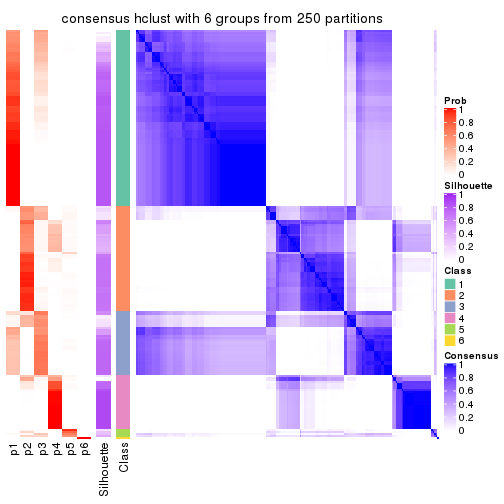 consensus hclust with 6 groups from 250 partitions
Prob
1
0.8
0.6
0.4
0.2
0
Silhouette
1
0.8
0.6
0.4
0.2
0
Class
1
2
3
4
5
6
Consensus
1
0.8
0.6
0.4
0.2
0
p1
p2
p3
p4
p5
p6
Silhouette
Class